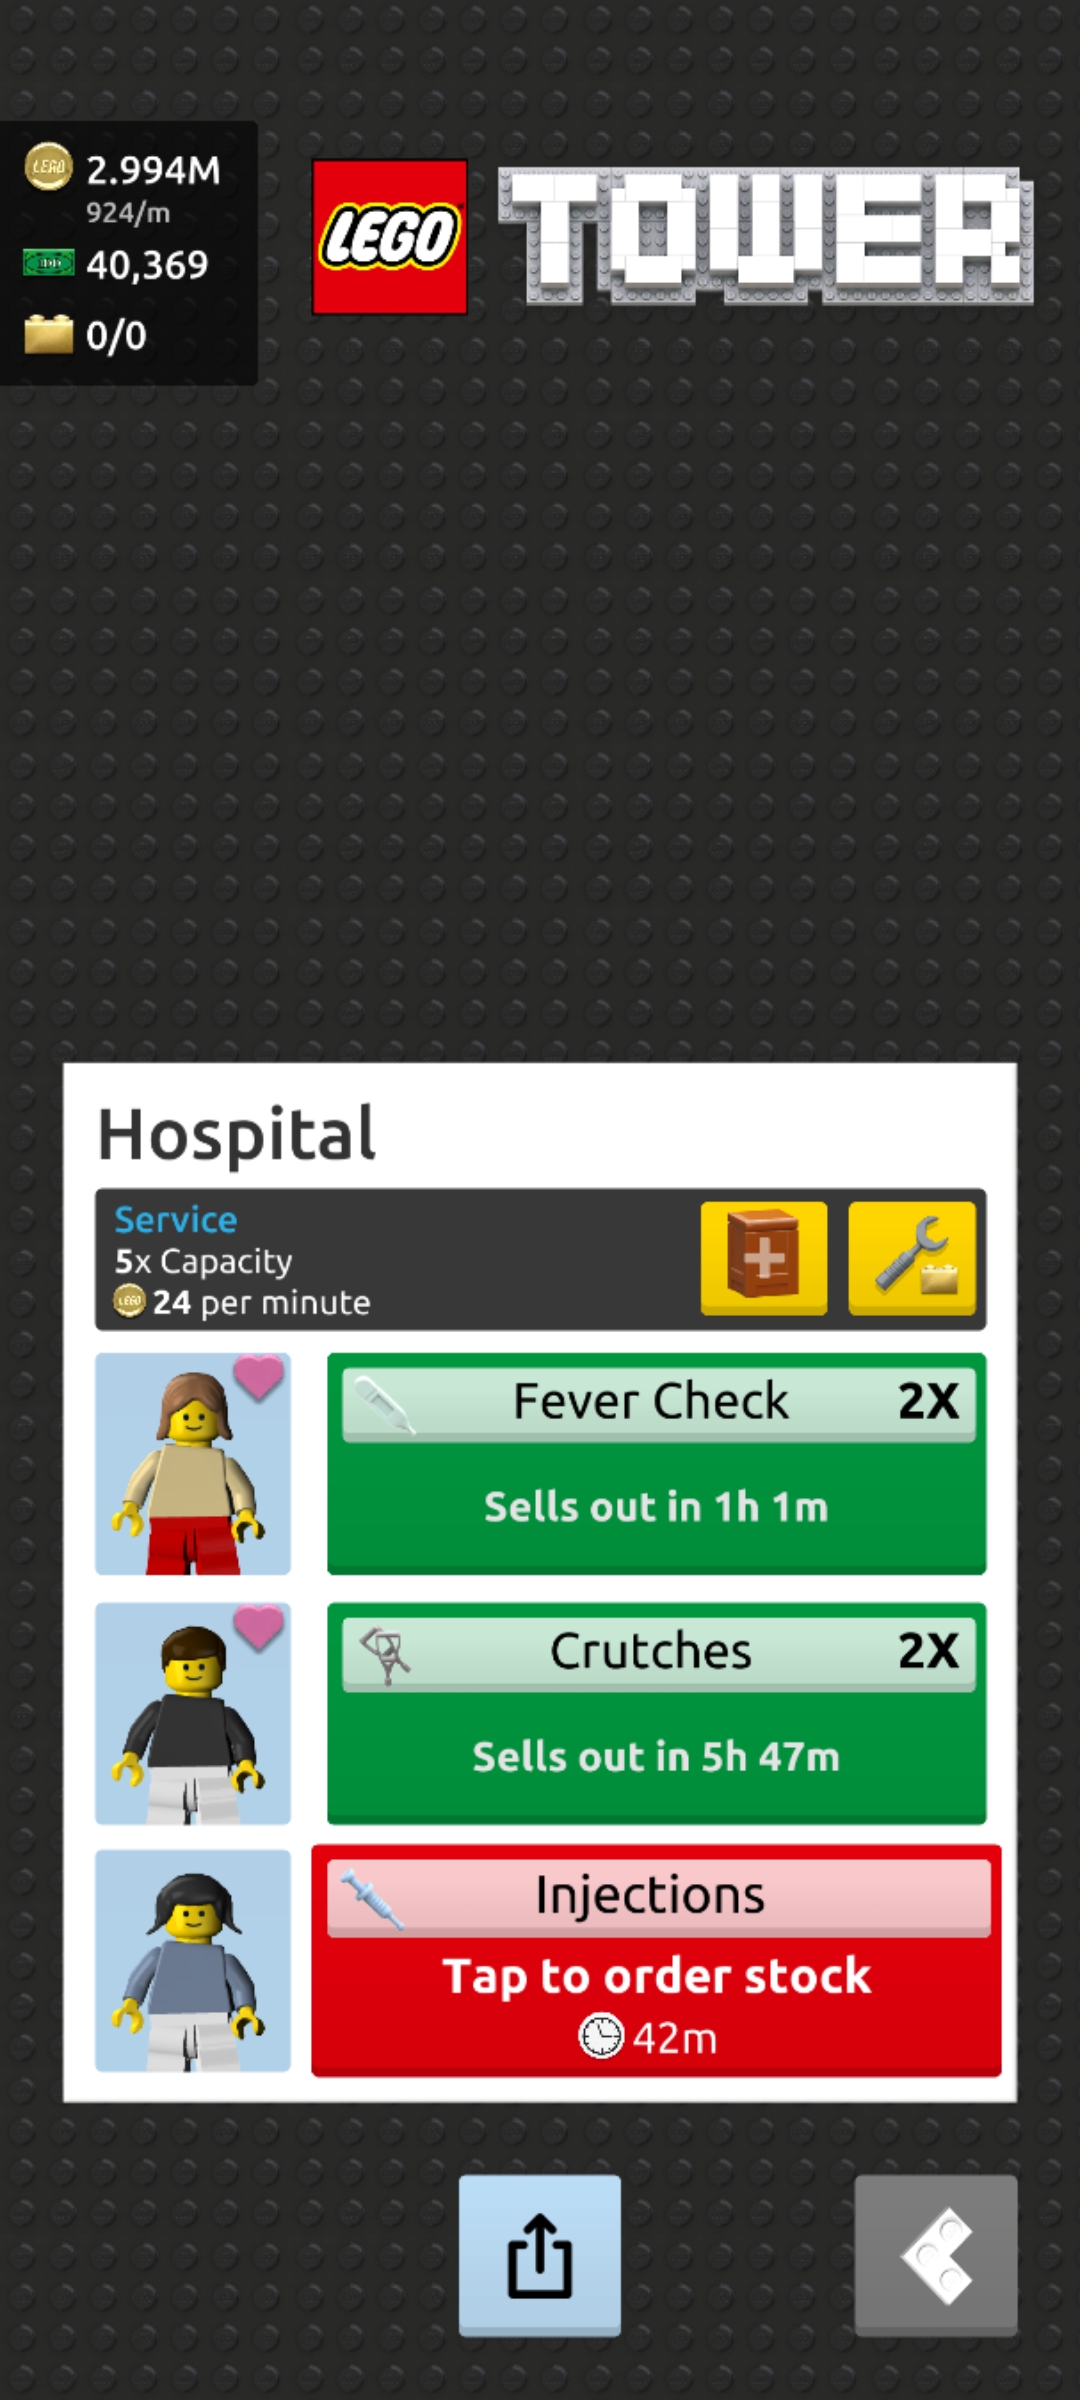 2.994M
924/m
40,369
0/0
LEGO TOWER
Hospital
Service
5x Capacity
24 per minute
Fever Check 2X
Sells out in 1h 1m
Crutches 2X
Sells out in 5h 47m
Injections
Tap to order stock
42m